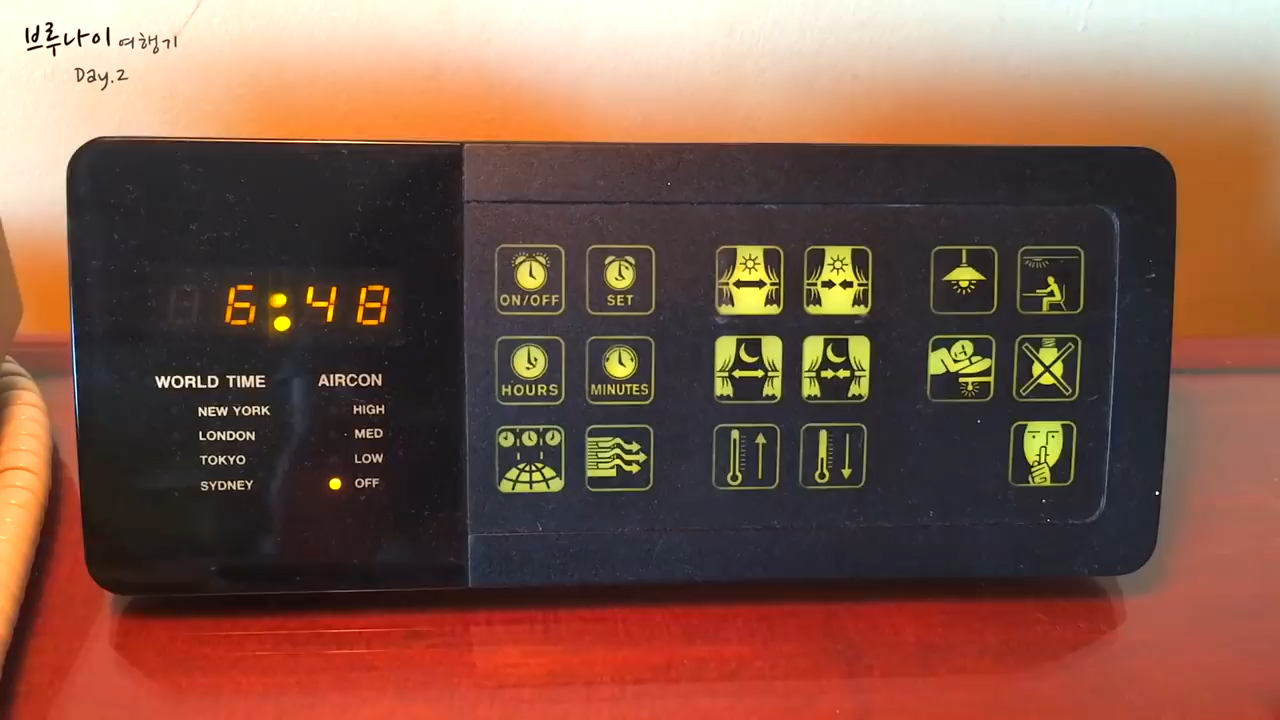 브루나이 여행기
Day.2
6:48
WORLD TIME AIRCON
NEW YORK HIGH
LONDON MED
TOKYO LOW
SYDNEY OFF
ON/OFF SET
HOURS MINUTES